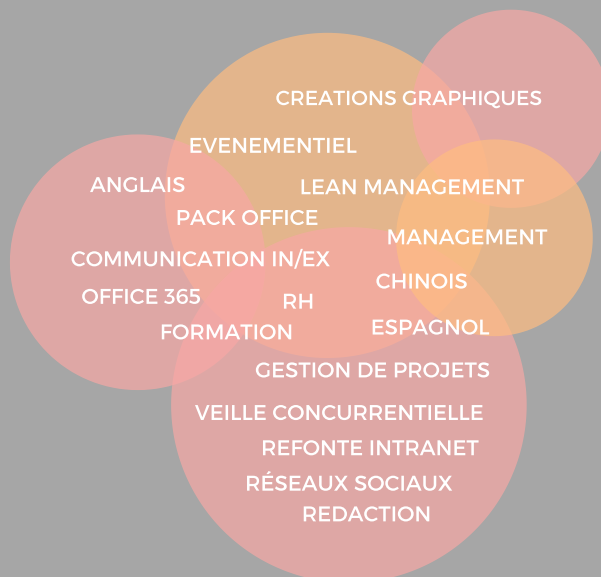 CREATIONS GRAPHIQUES
EVENEMENTIEL
ANGLAIS
LEAN MANAGEMENT
PACK OFFICE
MANAGEMENT
COMMUNICATION IN/EX
CHINOIS
OFFICE 365
RH
FORMATION
ESPAGNOL
GESTION DE PROJETS
VEILLE CONCURRENTIELLE
REFONTE INTRANET
RÉSEAUX SOCIAUX
REDACTION